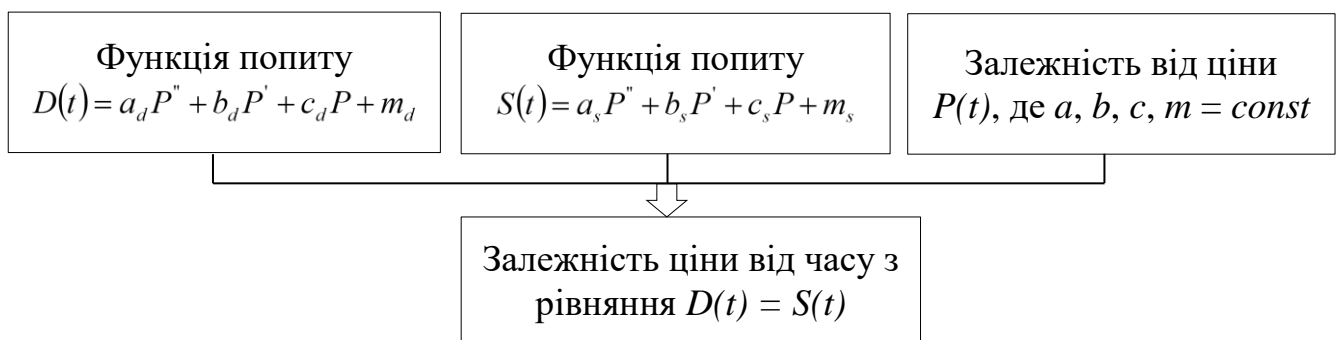 Функція попиту
D(t) = a_d P" + b_d P' + c_d P + m_d
Функція попиту
S(t) = a_s P" + b_s P' + c_s P + m_s
Залежність від ціни
P(t), де a, b, c, m = const
Залежність ціни від часу з
рівняння D(t) = S(t)